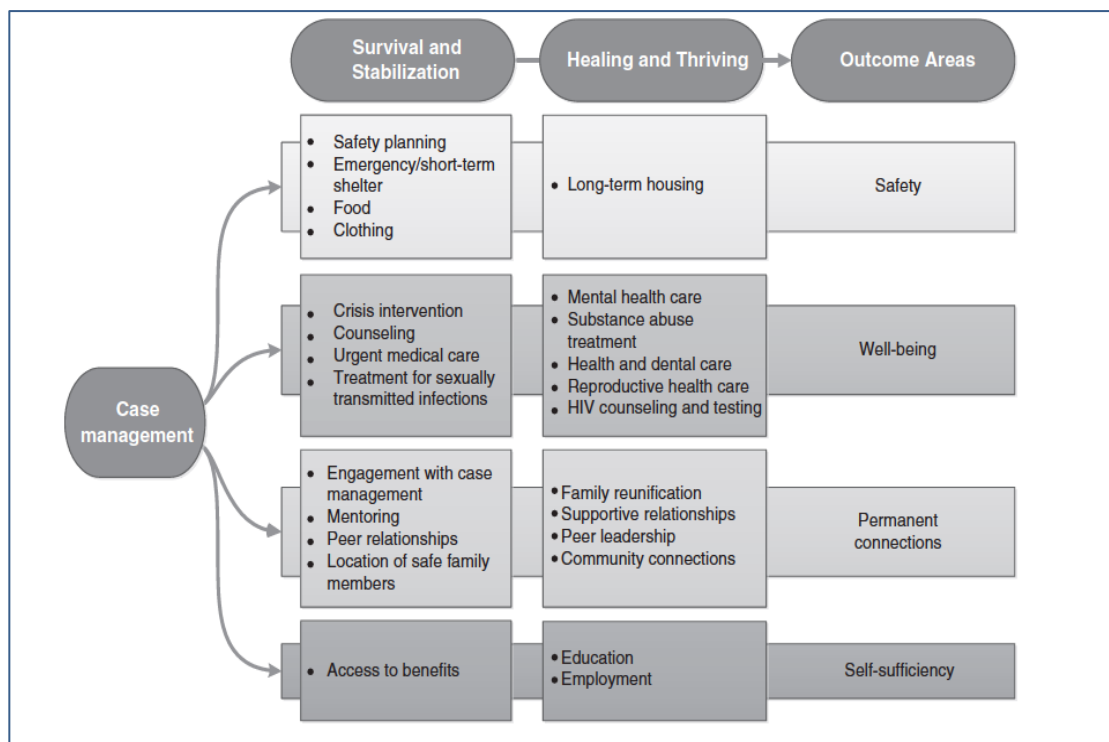 Survival and
Stabilization
Healing and Thriving
Outcome Areas
• Safety planning
• Emergency/short-term
shelter
• Food
• Clothing
• Long-term housing
Safety
• Crisis intervention
• Counseling
• Urgent medical care
• Treatment for sexually
transmitted infections
• Mental health care
• Substance abuse
treatment
• Health and dental care
• Reproductive health care
• HIV counseling and testing
Well-being
Case
management
• Engagement with case
management
• Mentoring
• Peer relationships
• Location of safe family
members
• Family reunification
• Supportive relationships
• Peer leadership
• Community connections
Permanent
connections
• Access to benefits
• Education
• Employment
Self-sufficiency